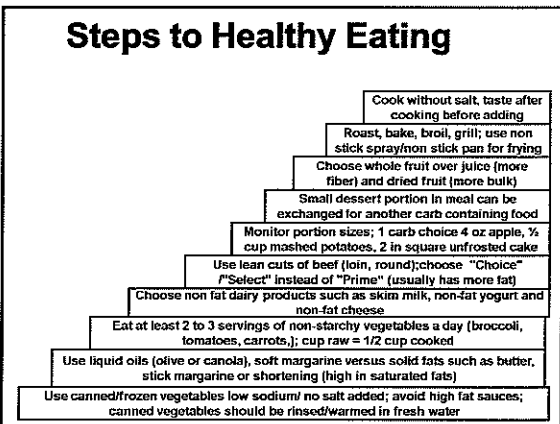 Steps to Healthy Eating
Cook without salt, taste after
cooking before adding
Roast, bake, broil, grill; use non
stick spray/non stick pan for frying
Choose whole fruit over juice (more
fiber) and dried fruit (more bulk)
Small dessert portion in meal can be
exchanged for another carb containing food
Monitor portion sizes; 1 carb choice 4 oz apple, ½
cup mashed potatoes, 2 in square unfrosted cake
Use lean cuts of beef (loin, round);choose "Choice"
/"Select" instead of "Prime" (usually has more fat)
Choose non fat dairy products such as skim milk, non-fat yogurt and
non-fat cheese
Eat at least 2 to 3 servings of non-starchy vegetables a day (broccoli,
tomatoes, carrots,); cup raw = 1/2 cup cooked
Use liquid oils (olive or canola), soft margarine versus solid fats such as butter,
stick margarine or shortening (high in saturated fats)
Use canned/frozen vegetables low sodium/ no salt added; avoid high fat sauces;
canned vegetables should be rinsed/warmed in fresh water